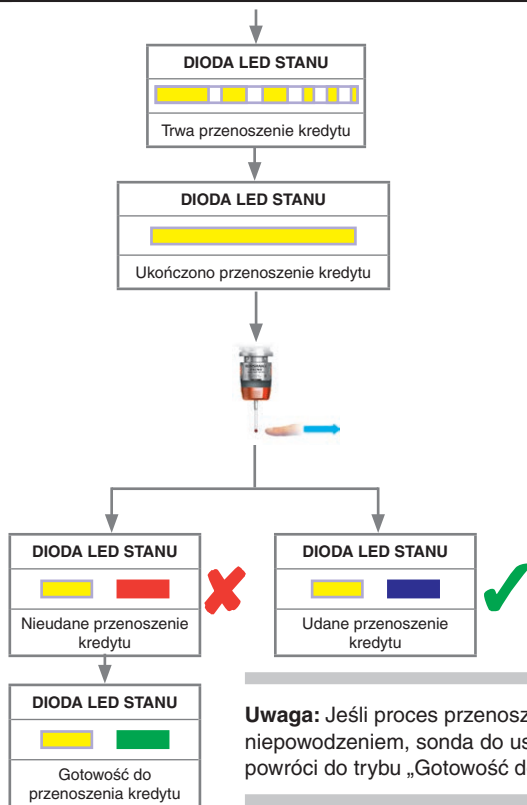 DIODA LED STANU
Trwa przenoszenie kredytu
DIODA LED STANU
Ukończono przenoszenie kredytu
DIODA LED STANU
Nieudane przenoszenie
kredytu
DIODA LED STANU
Udane przenoszenie
kredytu
DIODA LED STANU
Gotowość do
przenoszenia kredytu
Uwaga: Jeśli proces przenosz
niepowodzeniem, sonda do us
powróci do trybu „Gotowość d